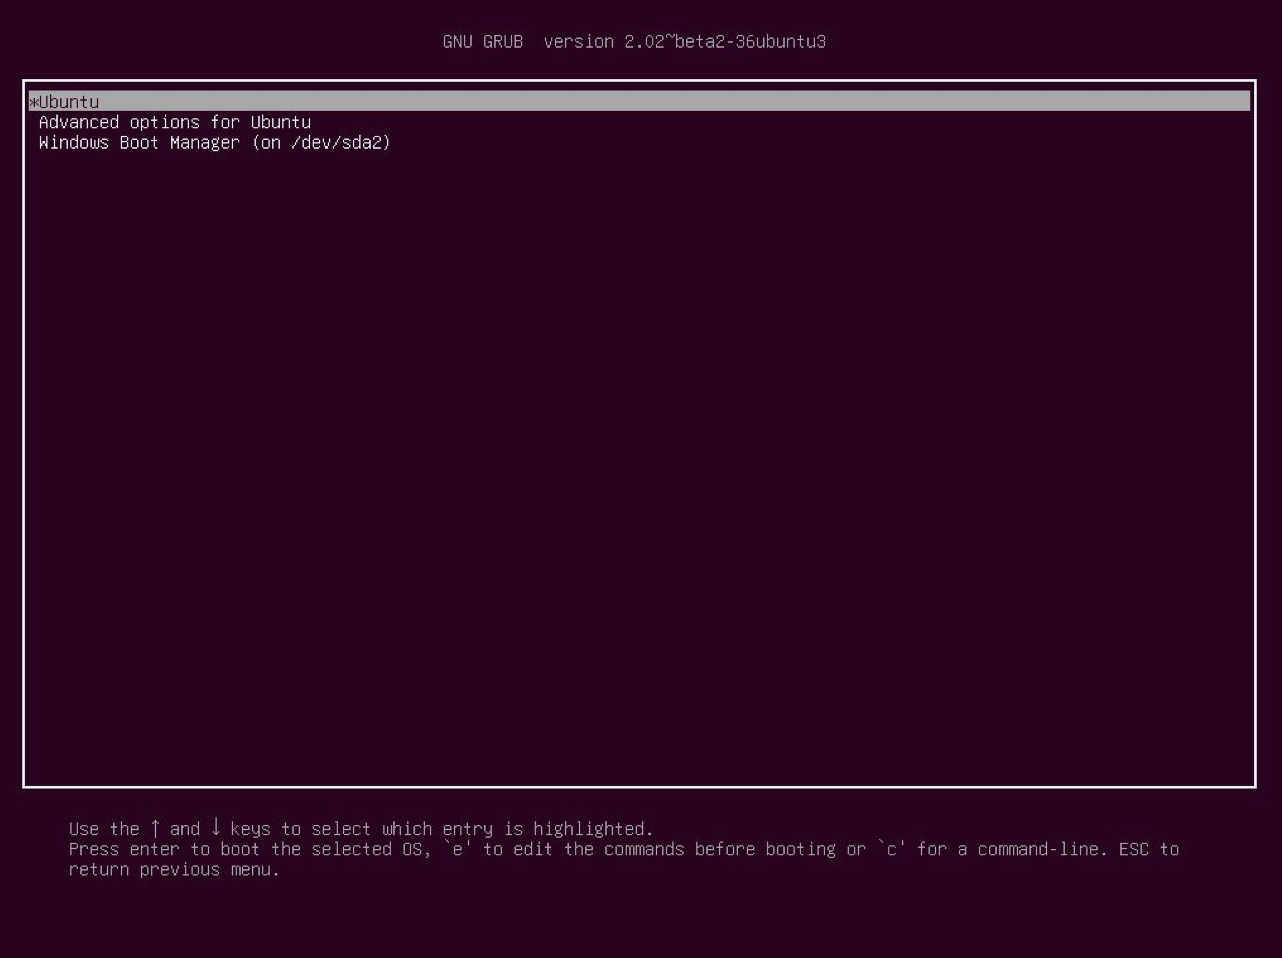 GNU GRUB  version 2.02~beta2-36ubuntu3
*Ubuntu
Advanced options for Ubuntu
Windows Boot Manager (on /dev/sda2)
Use the ↑ and ↓ keys to select which entry is highlighted.
Press enter to boot the selected OS, `e' to edit the commands before booting or `c' for a command-line. ESC to
return previous menu.